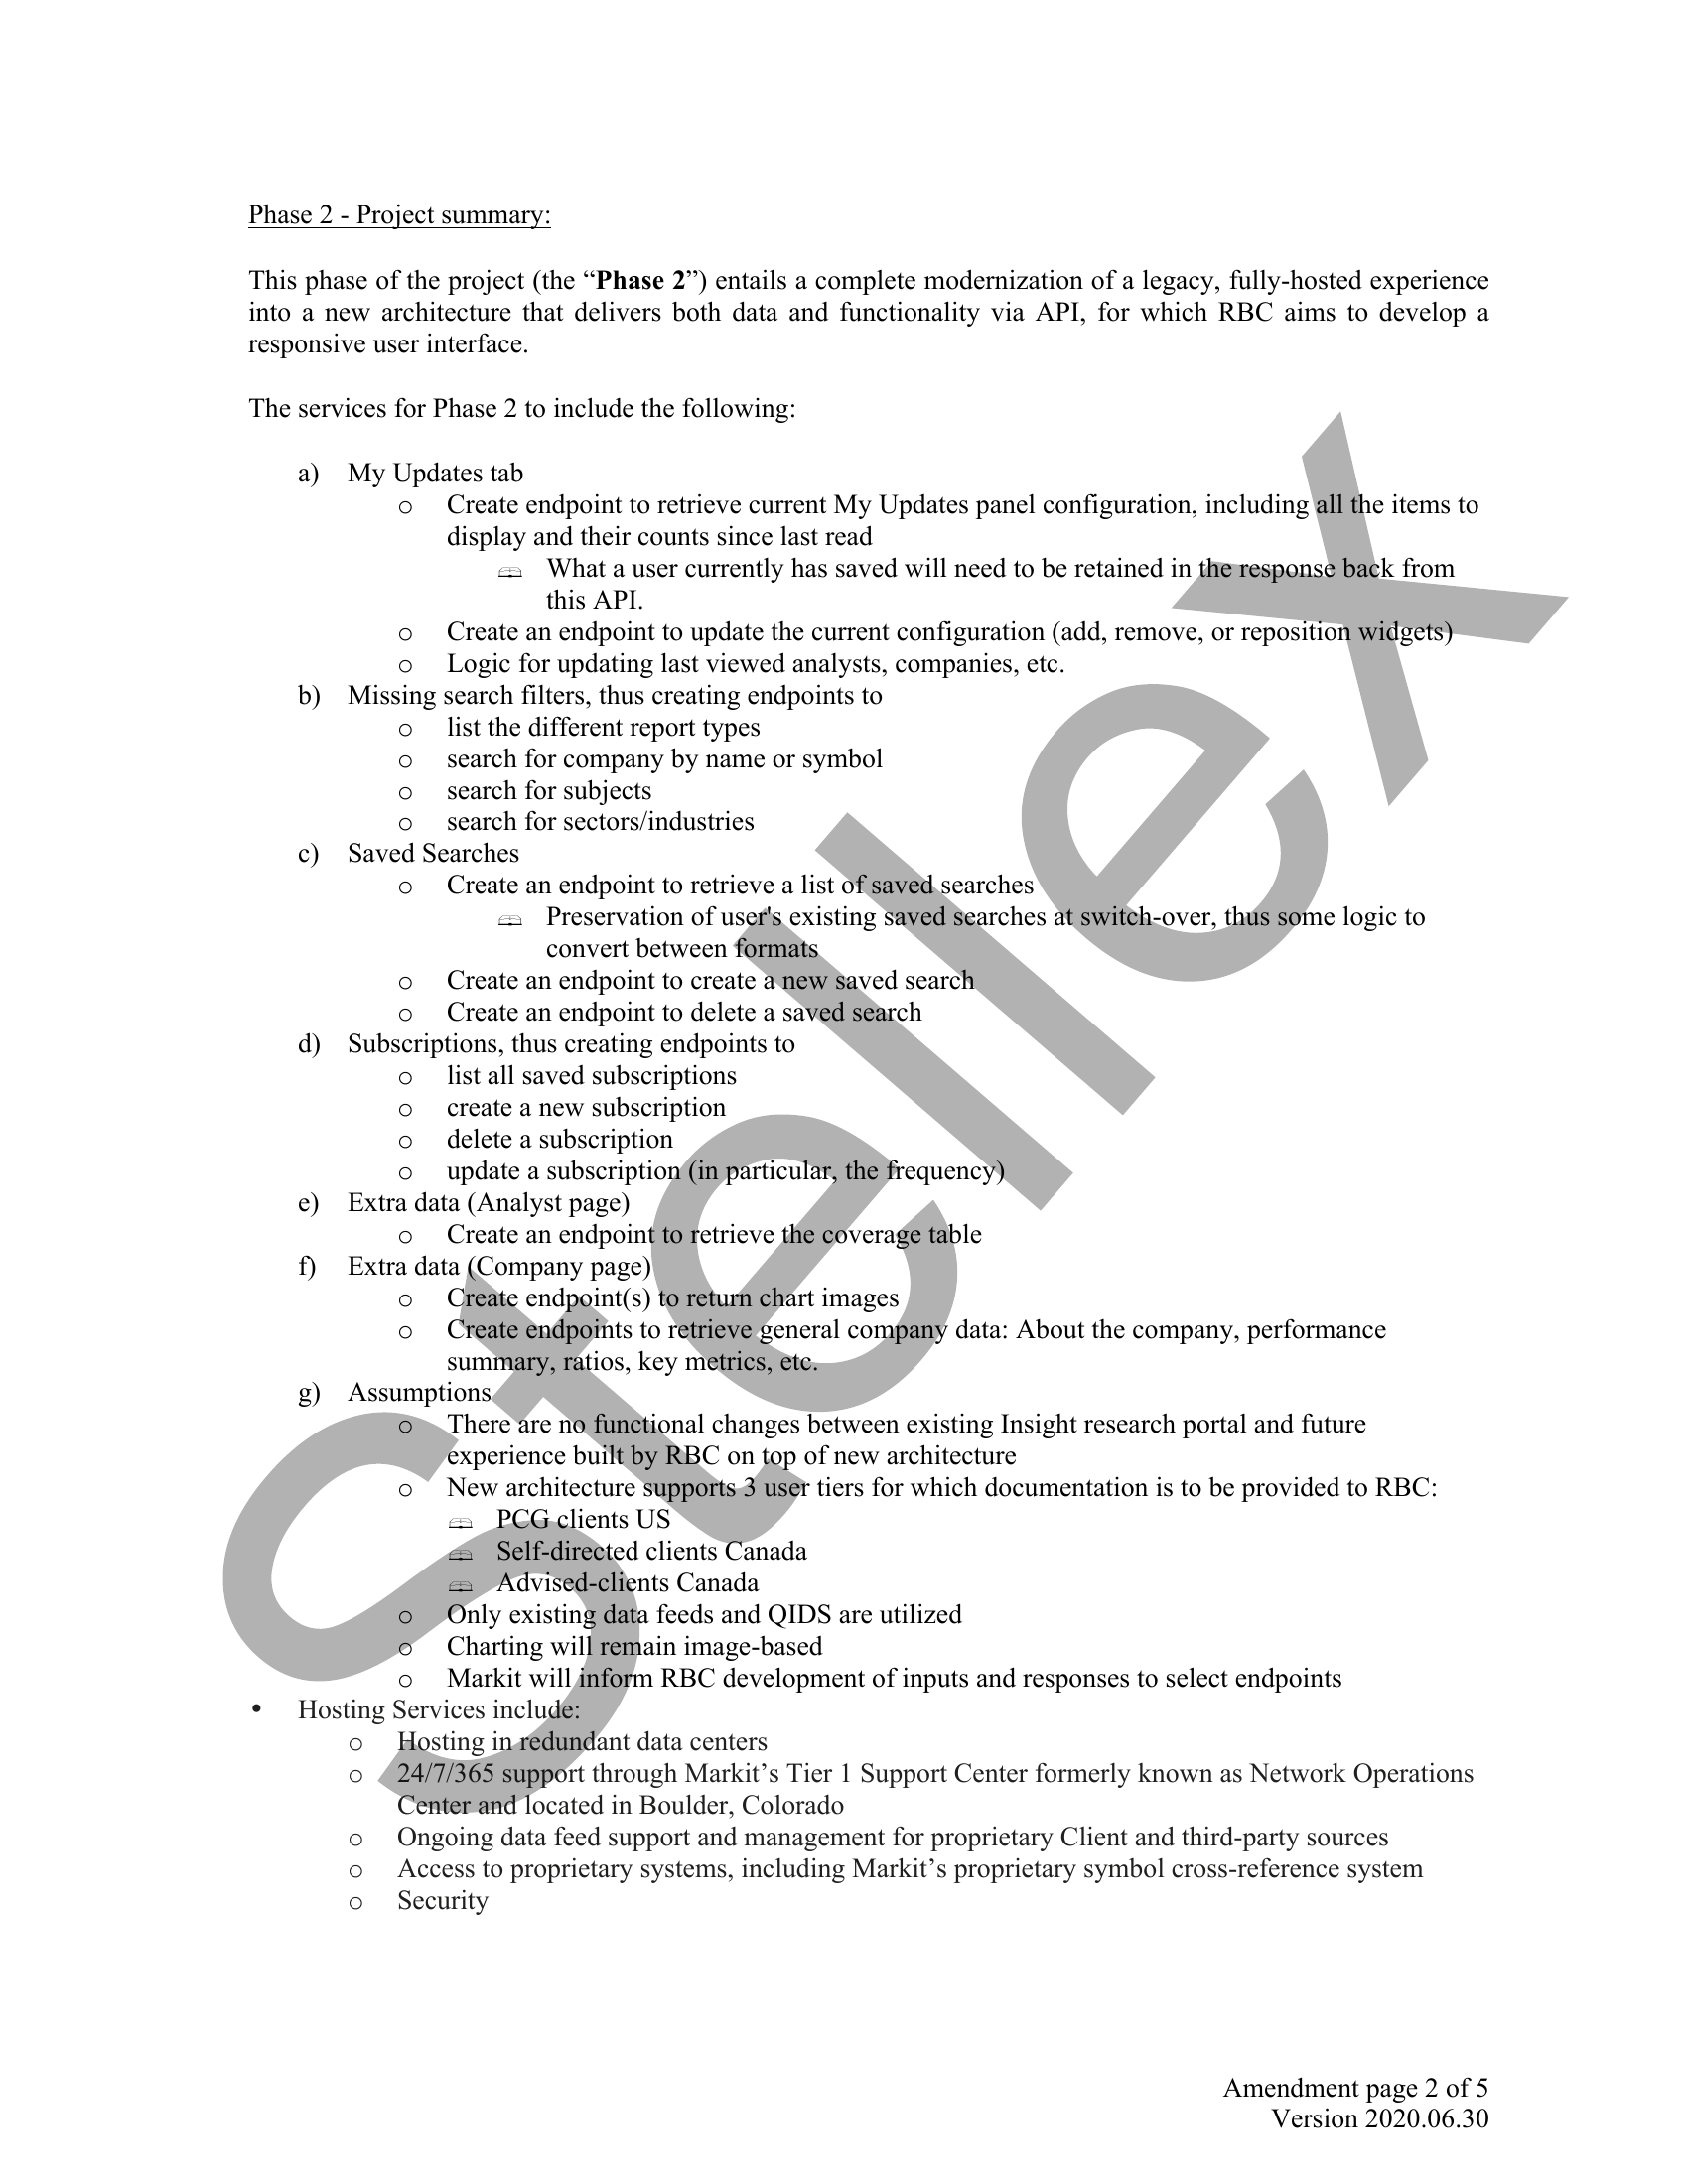 Phase 2 - Project summary:
This phase of the project (the “Phase 2”) entails a complete modernization of a legacy, fully-hosted experience
into a new architecture that delivers both data and functionality via API, for which RBC aims to develop a
responsive user interface.
The services for Phase 2 to include the following:
a) My Updates tab
o Create endpoint to retrieve current My Updates panel configuration, including all the items to
display and their counts since last read
What a user currently has saved will need to be retained in the response back from
this API.
o Create an endpoint to update the current configuration (add, remove, or reposition widgets)
o Logic for updating last viewed analysts, companies, etc.
b) Missing search filters, thus creating endpoints to
o list the different report types
o search for company by name or symbol
o search for subjects
o search for sectors/industries
c) Saved Searches
o Create an endpoint to retrieve a list of saved searches
Preservation of user's existing saved searches at switch-over, thus some logic to
convert between formats
o Create an endpoint to create a new saved search
o Create an endpoint to delete a saved search
d) Subscriptions, thus creating endpoints to
o list all saved subscriptions
o create a new subscription
o delete a subscription
o update a subscription (in particular, the frequency)
e) Extra data (Analyst page)
o Create an endpoint to retrieve the coverage table
f) Extra data (Company page)
o Create endpoint(s) to return chart images
o Create endpoints to retrieve general company data: About the company, performance
summary, ratios, key metrics, etc.
g) Assumptions
o There are no functional changes between existing Insight research portal and future
experience built by RBC on top of new architecture
o New architecture supports 3 user tiers for which documentation is to be provided to RBC:
PCG clients US
Self-directed clients Canada
Advised-clients Canada
o Only existing data feeds and QIDS are utilized
o Charting will remain image-based
o Markit will inform RBC development of inputs and responses to select endpoints
• Hosting Services include:
o Hosting in redundant data centers
o 24/7/365 support through Markit’s Tier 1 Support Center formerly known as Network Operations
Center and located in Boulder, Colorado
o Ongoing data feed support and management for proprietary Client and third-party sources
o Access to proprietary systems, including Markit’s proprietary symbol cross-reference system
o Security
Amendment page 2 of 5
Version 2020.06.30
Stellex